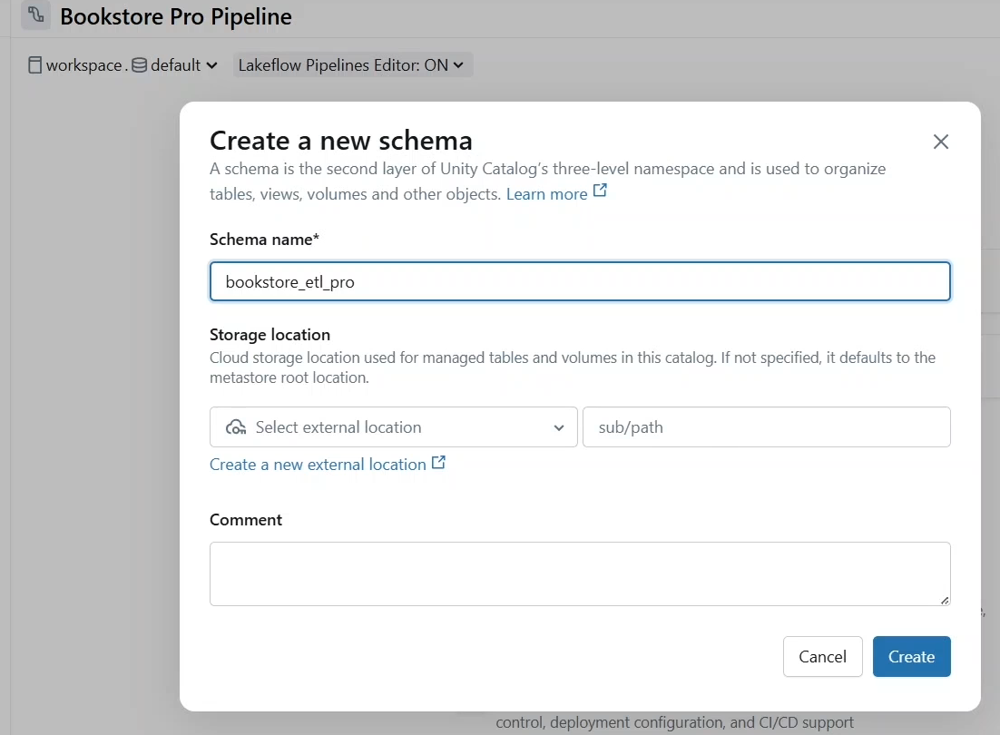 Bookstore Pro Pipeline
workspace . default
Lakeflow Pipelines Editor: ON
Create a new schema
A schema is the second layer of Unity Catalog's three-level namespace and is used to organize
tables, views, volumes and other objects. Learn more
Schema name*
bookstore_etl_pro
Storage location
Cloud storage location used for managed tables and volumes in this catalog. If not specified, it defaults to the
metastore root location.
Select external location
sub/path
Create a new external location
Comment
Cancel
Create
control, deployment configuration, and CI/CD support